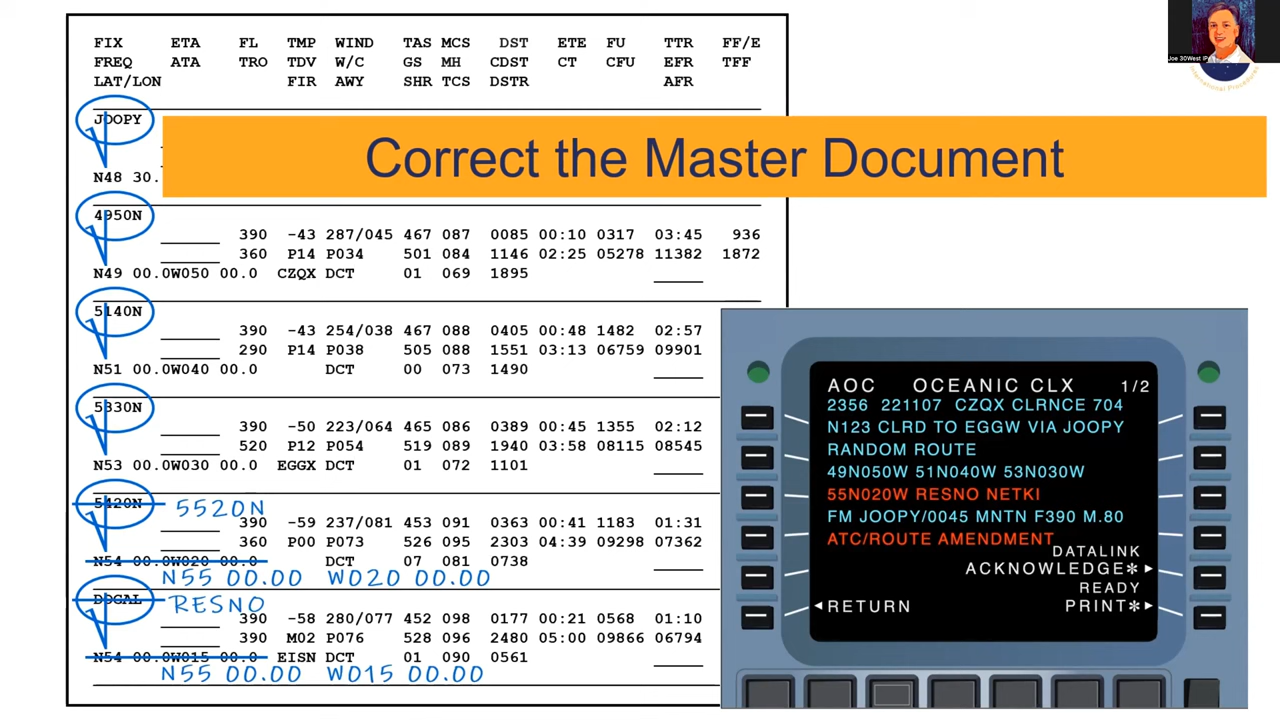 FIX ETA FL TMP WIND TAS MCS DST ETE FU TTR FF/E
FREQ ATA TRO TDV W/C GS MH CDST CT CFU EFR TFF
LAT/LON FIR AWY SHR TCS DSTR AFR
JOOPY
Correct the Master Document
N48 30.
4950N
390 -43 287/045 467 087 0085 00:10 0317 03:45 936
360 P14 P034 501 084 1146 02:25 05278 11382 1872
N49 00.0W050 00.0 CZQX DCT 01 069 1895
5140N
390 -43 254/038 467 088 0405 00:48 1482 02:57
290 P14 P038 505 088 1551 03:13 06759 09901
N51 00.0W040 00.0 DCT 00 073 1490
5330N
390 -50 223/064 465 086 0389 00:45 1355 02:12
520 P12 P054 519 089 1940 03:58 08115 08545
N53 00.0W030 00.0 EGGX DCT 01 072 1101
5420N 5520N
390 -59 237/081 453 091 0363 00:41 1183 01:31
360 P00 P073 526 095 2303 04:39 09298 07362
N54 00.0W020 00.0 DCT 07 081 0738
N55 00.00 W020 00.00
DOGAL RESNO
390 -58 280/077 452 098 0177 00:21 0568 01:10
390 M02 P076 528 096 2480 05:00 09866 06794
N54 00.0W015 00.0 EISN DCT 01 090 0561
N55 00.00 W015 00.00
AOC OCEANIC CLX 1/2
2356 221107 CZQX CLRNCE 704
N123 CLRD TO EGGW VIA JOOPY
RANDOM ROUTE
49N050W 51N040W 53N030W
55N020W RESNO NETKI
FM JOOPY/0045 MNTN F390 M.80
ATC/ROUTE AMENDMENT
DATALINK
ACKNOWLEDGE✻
READY
RETURN PRINT✻
Joe 30West IP
International Procedures